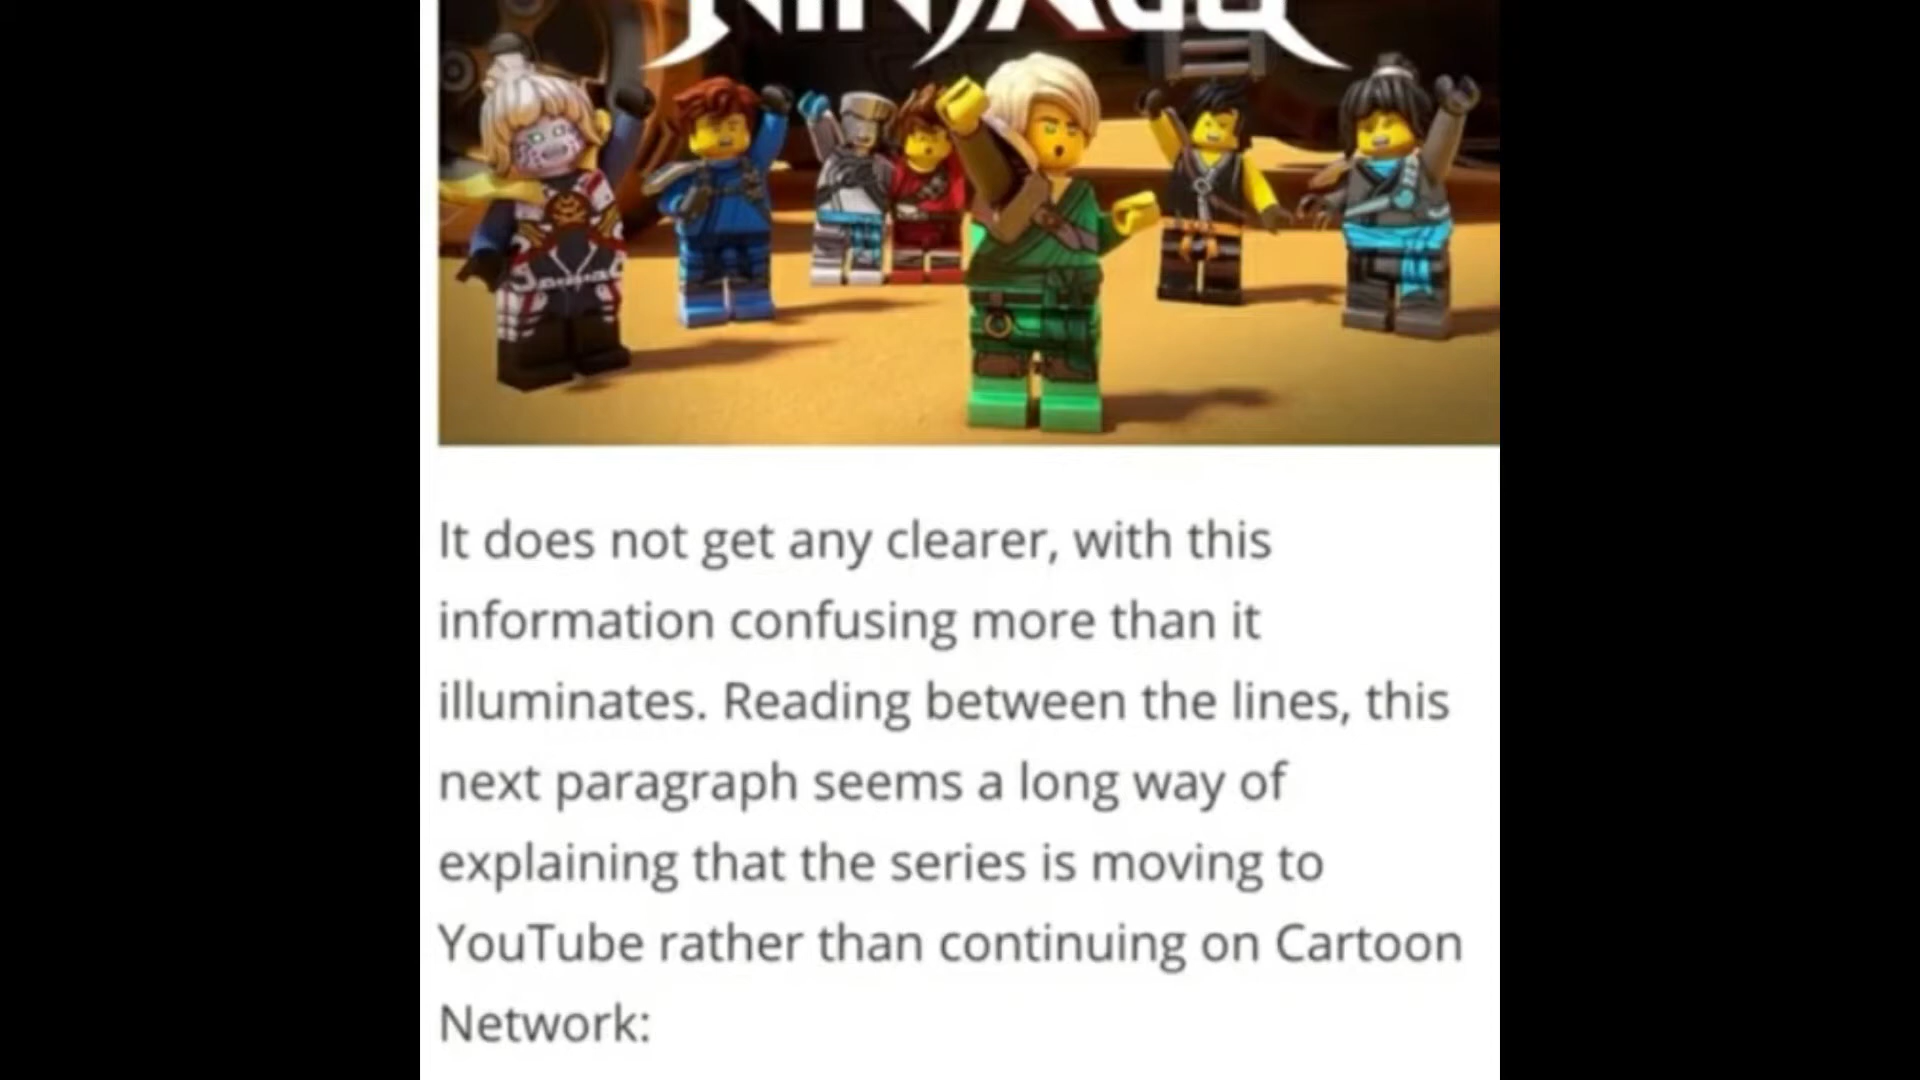 NINJAGO
It does not get any clearer, with this
information confusing more than it
illuminates. Reading between the lines, this
next paragraph seems a long way of
explaining that the series is moving to
YouTube rather than continuing on Cartoon
Network: